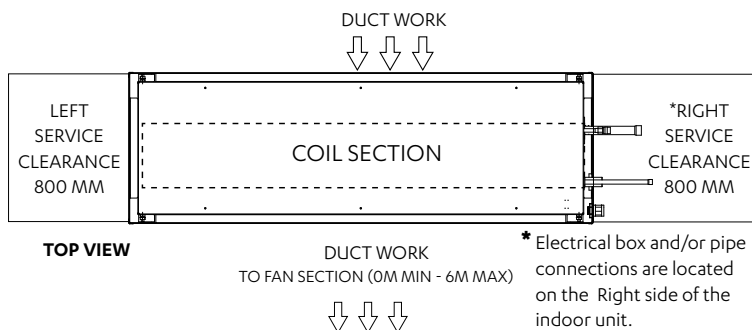 DUCT WORK
LEFT
SERVICE
CLEARANCE
800 MM
COIL SECTION
*RIGHT
SERVICE
CLEARANCE
800 MM
TOP VIEW
DUCT WORK
TO FAN SECTION (0M MIN - 6M MAX)
* Electrical box and/or pipe
connections are located
on the Right side of the
indoor unit.